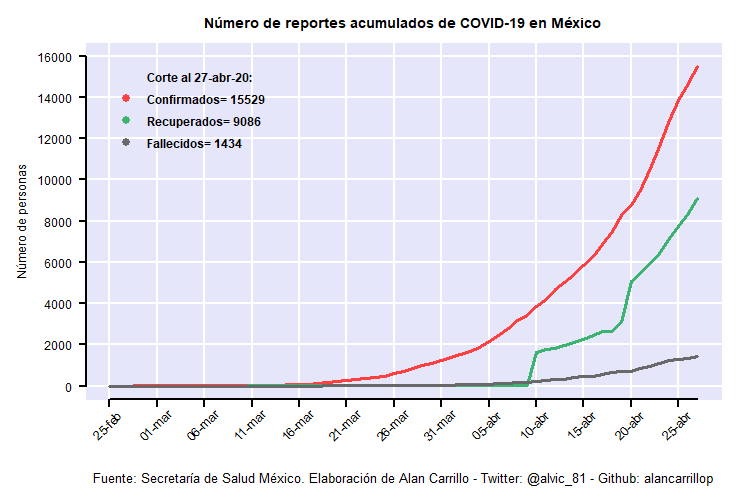 Número de reportes acumulados de COVID-19 en México
Corte al 27-abr-20:
Confirmados= 15529
Recuperados= 9086
Fallecidos= 1434
Número de personas
16000
14000
12000
10000
8000
6000
4000
2000
0
25-feb
01-mar
06-mar
11-mar
16-mar
21-mar
26-mar
31-mar
05-abr
10-abr
15-abr
20-abr
25-abr
Fuente: Secretaría de Salud México. Elaboración de Alan Carrillo - Twitter: @alvic_81 - Github: alancarrillop